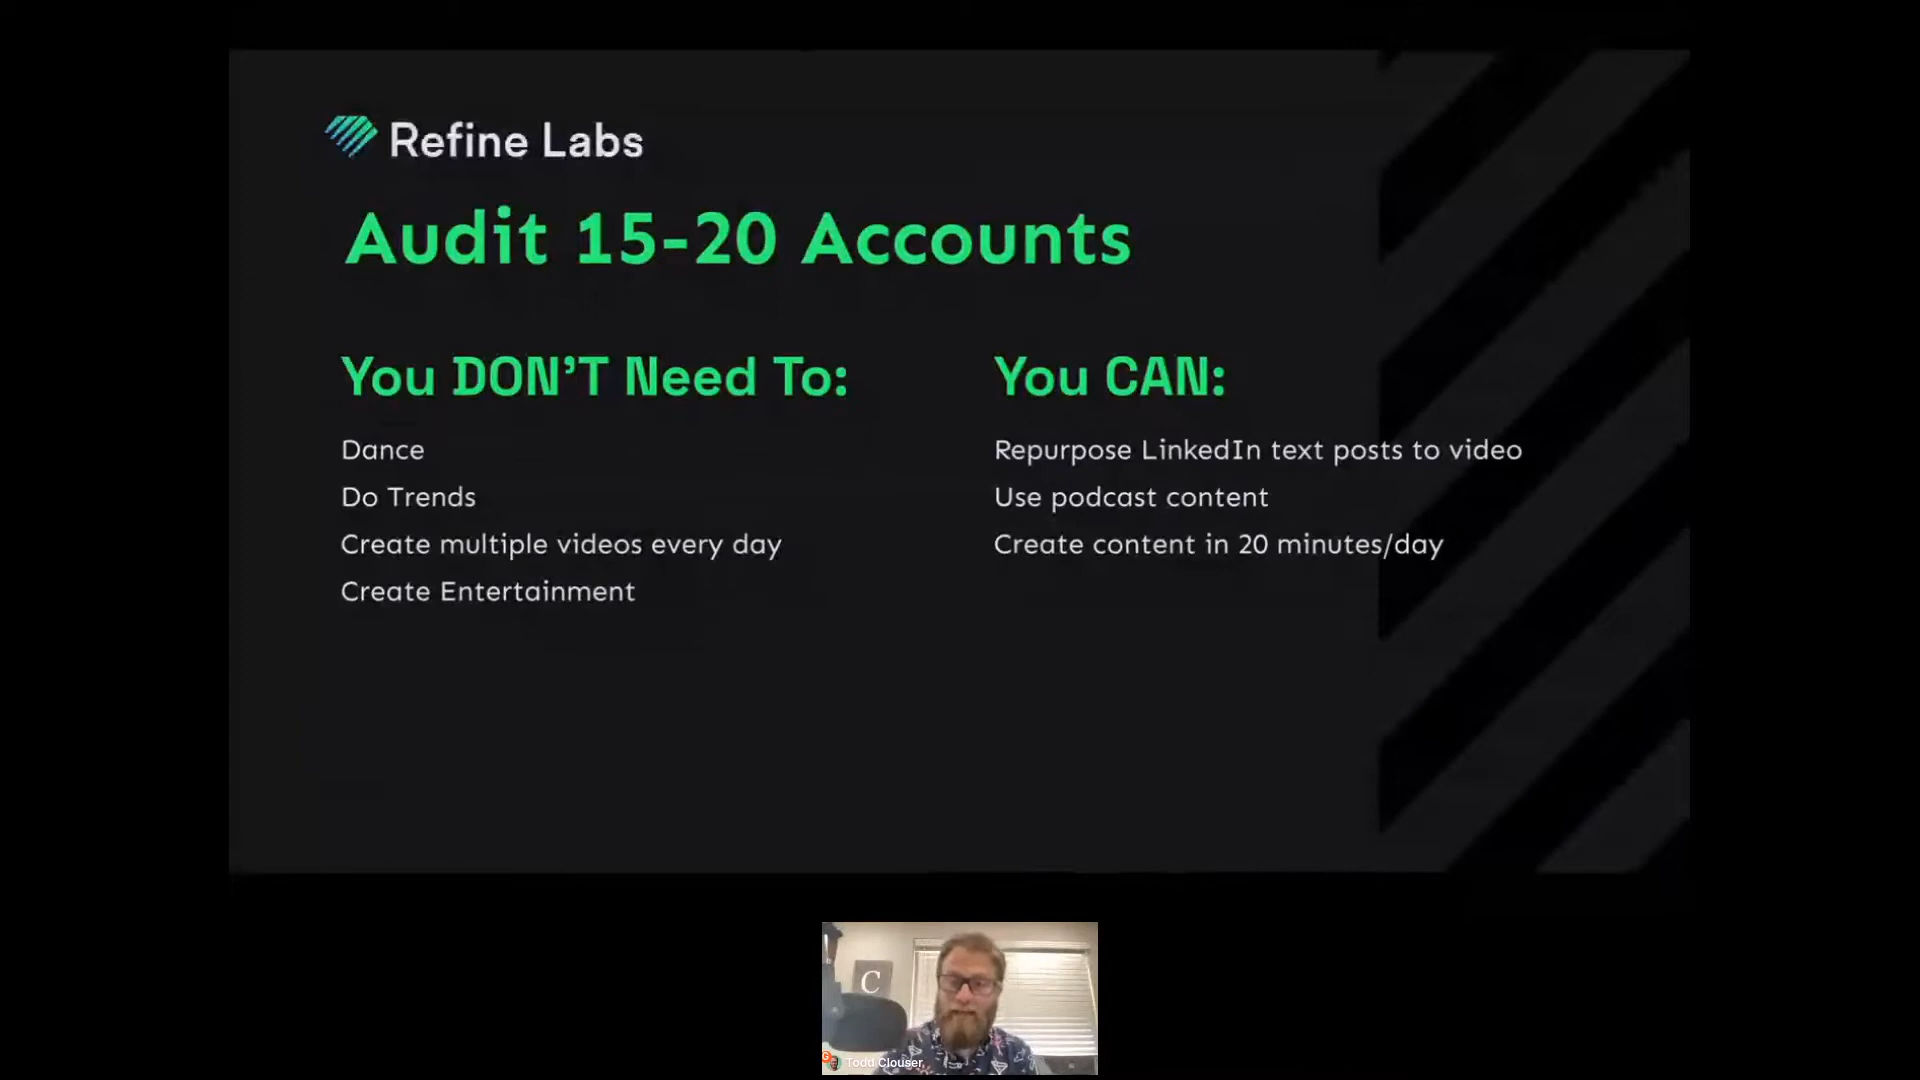 Refine Labs
Audit 15-20 Accounts
You DON'T Need To:
Dance
Do Trends
Create multiple videos every day
Create Entertainment
You CAN:
Repurpose LinkedIn text posts to video
Use podcast content
Create content in 20 minutes/day
C
Todd Clouser